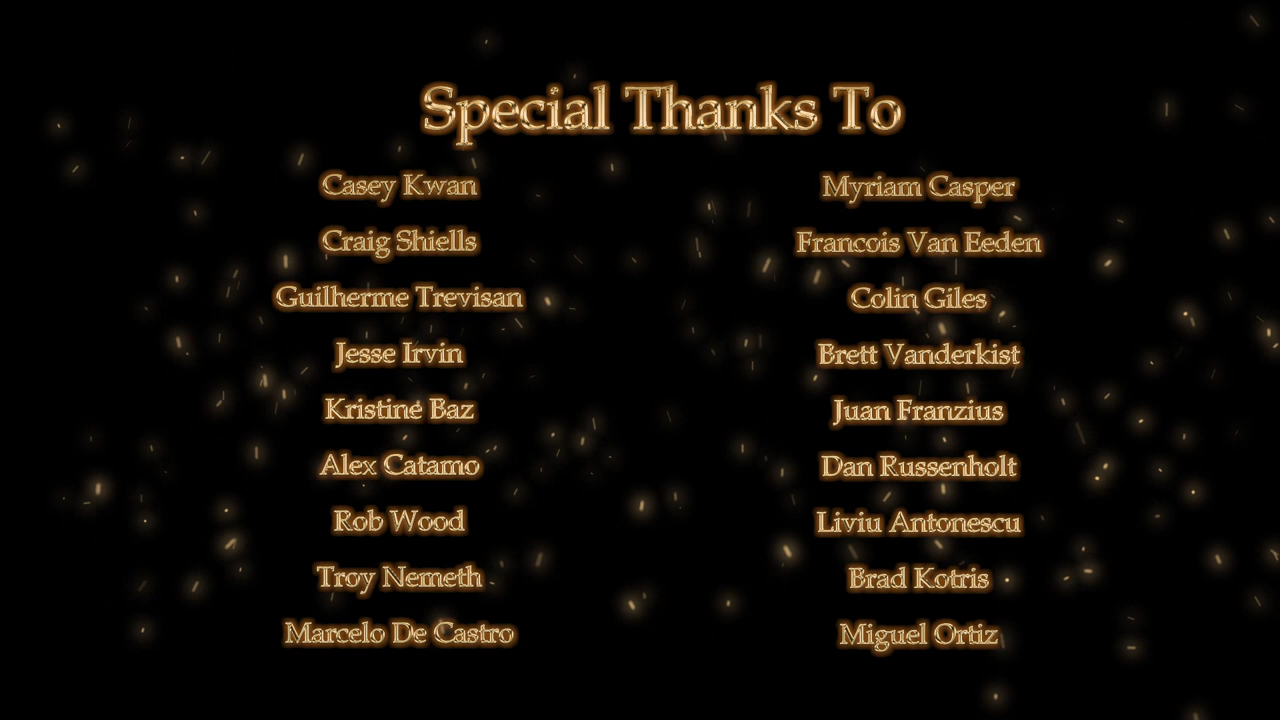 Special Thanks To
Casey Kwan
Craig Shiells
Guilherme Trevisan
Jesse Irvin
Kristine Baz
Alex Catamo
Rob Wood
Troy Nemeth
Marcelo De Castro
Myriam Casper
Francois Van Eeden
Colin Giles
Brett Vanderkist
Juan Franzius
Dan Russenholt
Liviu Antonescu
Brad Kotris
Miguel Ortiz